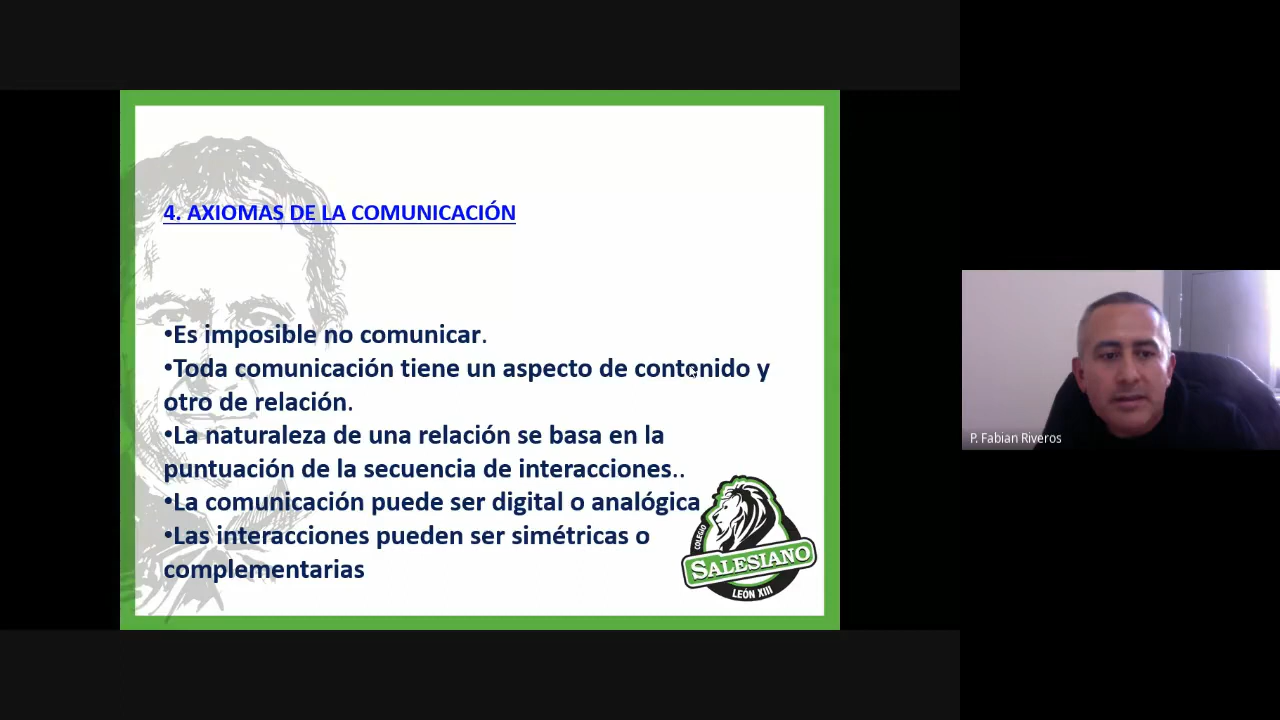 4. AXIOMAS DE LA COMUNICACIÓN
•Es imposible no comunicar.
•Toda comunicación tiene un aspecto de contenido y
otro de relación.
•La naturaleza de una relación se basa en la
puntuación de la secuencia de interacciones..
•La comunicación puede ser digital o analógica
•Las interacciones pueden ser simétricas o
complementarias
COLEGIO
SALESIANO
LEÓN XIII
P. Fabian Riveros